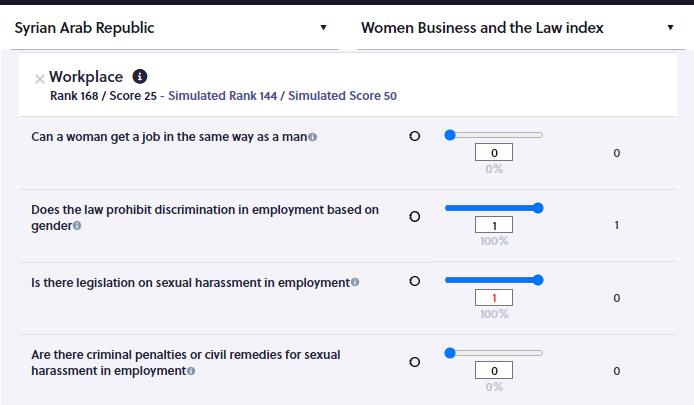 Syrian Arab Republic
Women Business and the Law index
Workplace
Rank 168 / Score 25 - Simulated Rank 144 / Simulated Score 50
Can a woman get a job in the same way as a man
0
0%
0
Does the law prohibit discrimination in employment based on
gender
1
100%
1
Is there legislation on sexual harassment in employment
1
100%
0
Are there criminal penalties or civil remedies for sexual
harassment in employment
0
0%
0